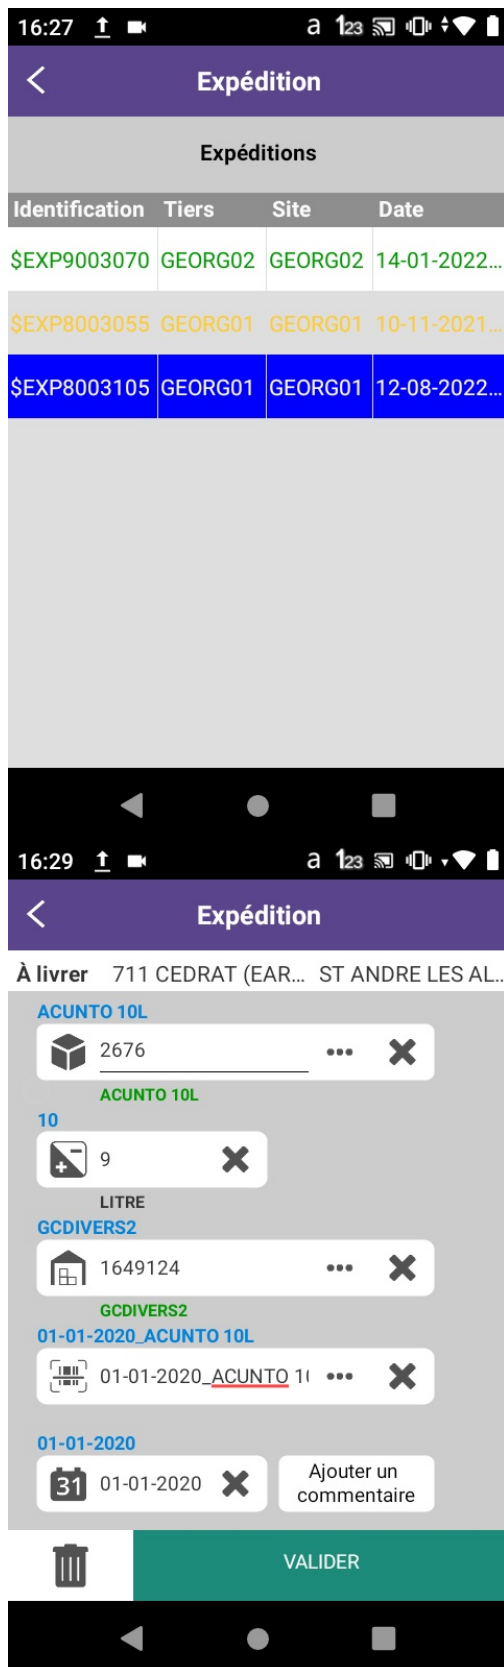 16:27 a 123
Expédition
Expéditions
Identification Tiers Site Date
$EXP9003070 GEORG02 GEORG02 14-01-2022...
$EXP8003055 GEORG01 GEORG01 10-11-2021...
$EXP8003105 GEORG01 GEORG01 12-08-2022...
16:29 a 123
Expédition
À livrer 711 CEDRAT (EAR... ST ANDRE LES AL...
ACUNTO 10L
2676
ACUNTO 10L
10
9
LITRE
GCDIVERS2
1649124
GCDIVERS2
01-01-2020_ACUNTO 10L
01-01-2020_ACUNTO 1(
01-01-2020
31 01-01-2020 Ajouter un
commentaire
VALIDER